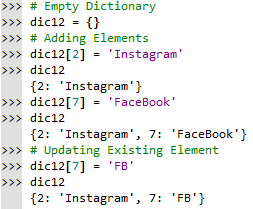 >>> # Empty Dictionary
>>> dic12 = {}
>>> # Adding Elements
>>> dic12[2] = 'Instagram'
>>> dic12
{2: 'Instagram'}
>>> dic12[7] = 'FaceBook'
>>> dic12
{2: 'Instagram', 7: 'FaceBook'}
>>> # Updating Existing Element
>>> dic12[7] = 'FB'
>>> dic12
{2: 'Instagram', 7: 'FB'}